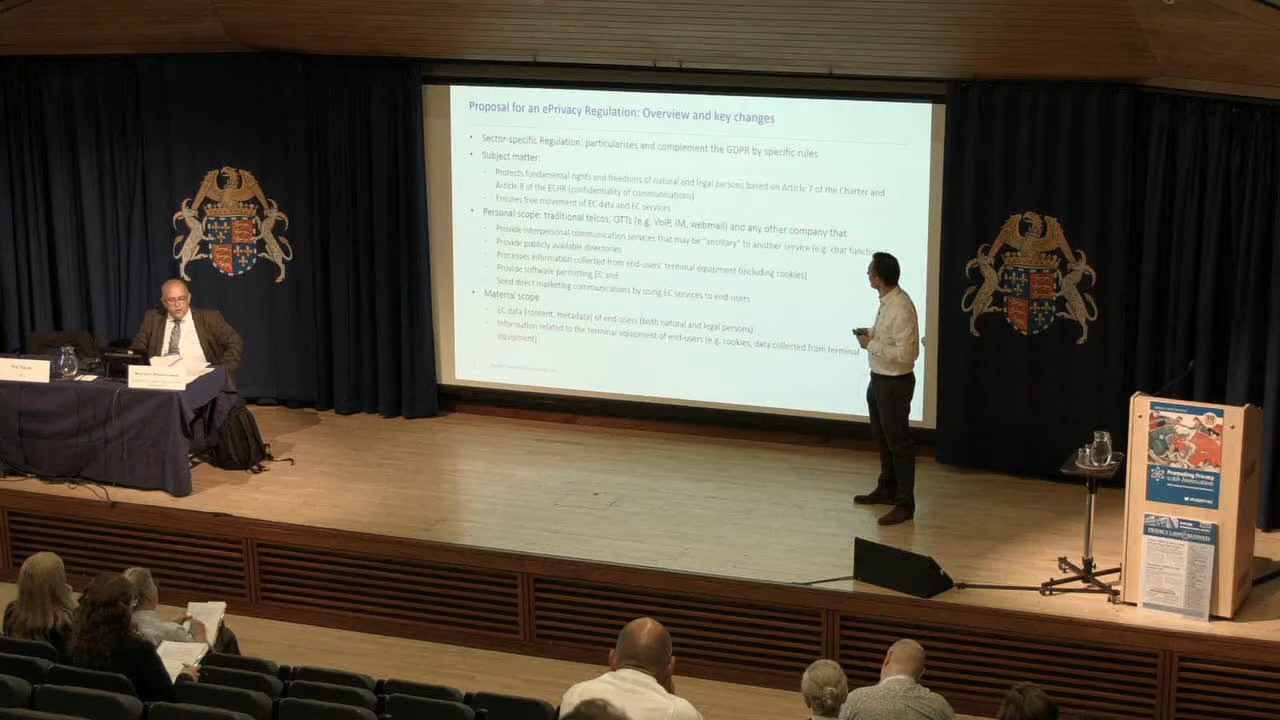 Proposal for an ePrivacy Regulation: Overview and key changes
• Sector-specific Regulation: particularises and complement the GDPR by specific rules
• Subject matter:
- Protects fundamental rights and freedoms of natural and legal persons based on Article 7 of the Charter and
Article 8 of the ECHR (confidentiality of communications)
- Ensures free movement of EC data and EC services
• Personal scope: traditional telcos, OTTs (e.g. VoIP, IM, webmail) and any other company that
- Provide interpersonal communication services that may be "ancillary" to another service (e.g. chat function
- Provide publicly available directories
- Processes information collected from end-users' terminal equipment (including cookies)
- Provide software permitting EC and
- Send direct marketing communications by using EC services to end-users
• Material scope
- EC data (content, metadata) of end-users (both natural and legal persons)
- Information related to the terminal equipment of end-users (e.g. cookies, data collected from terminal
equipment)
Promoting Privacy
with Innovation
PRIVACY LAWS & BUSINESS